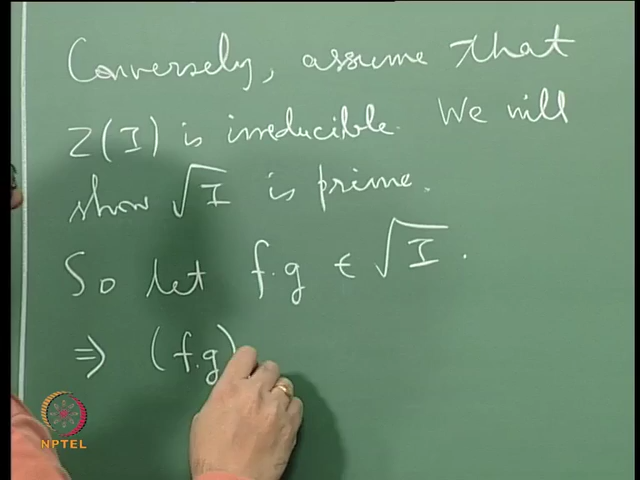 Conversely, assume that
Z(I) is irreducible. We will
show √I is prime.
So let f.g ∈ √I.
⇒ (f.g)
NPTEL